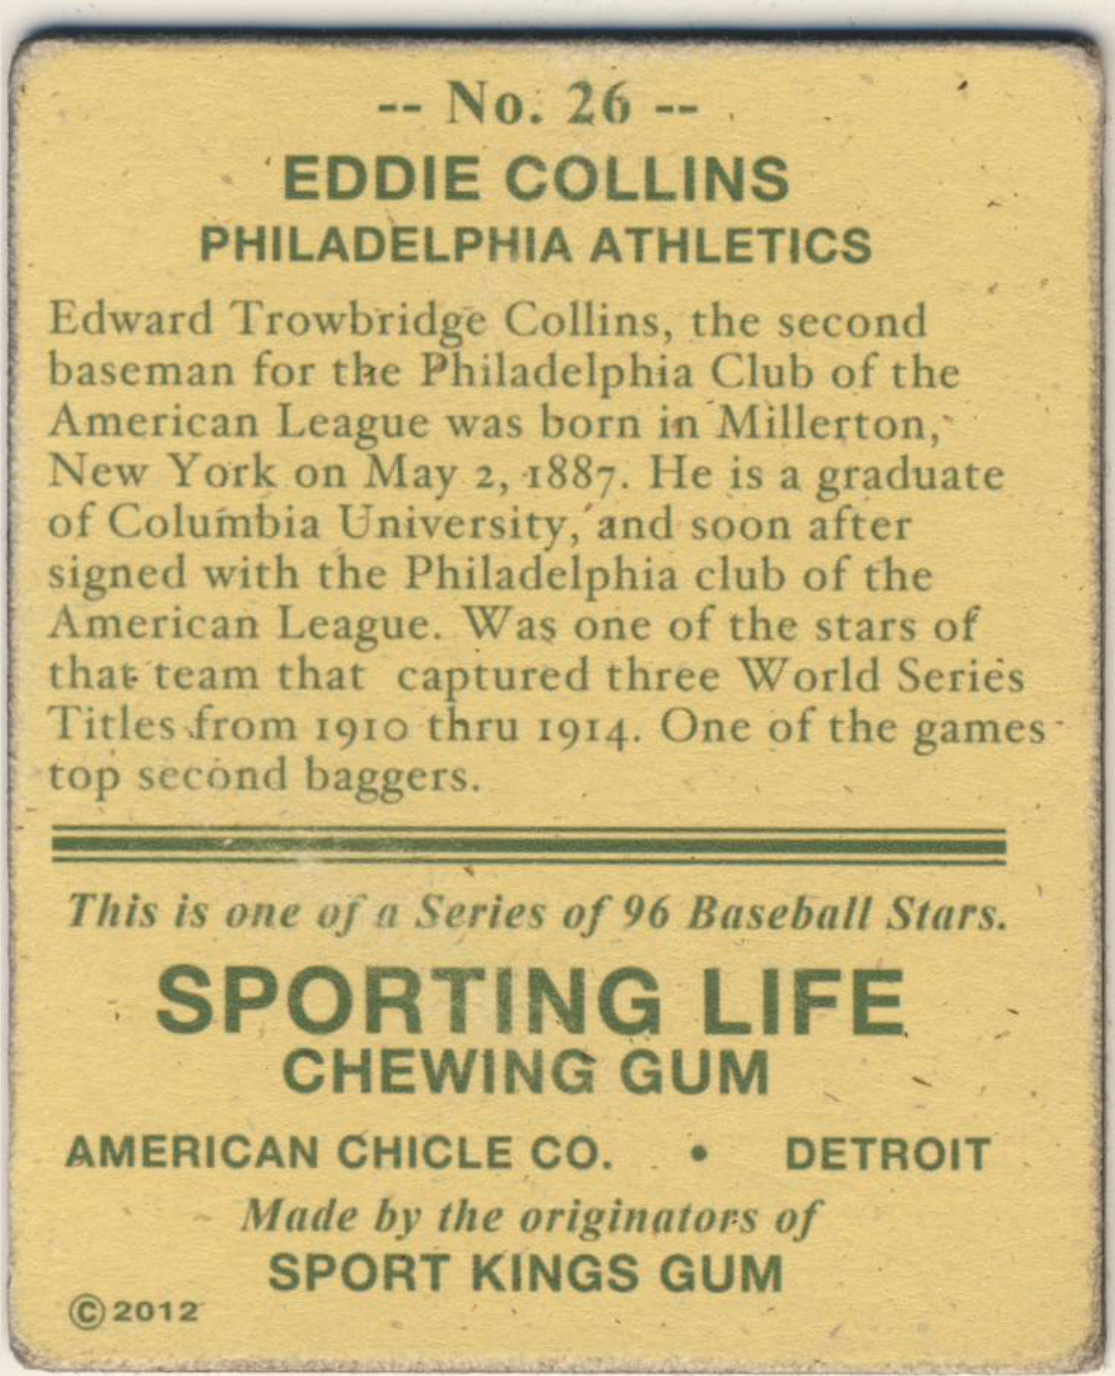 -- No. 26 --
EDDIE COLLINS
PHILADELPHIA ATHLETICS
Edward Trowbridge Collins, the second
baseman for the Philadelphia Club of the
American League was born in Millerton,
New York on May 2, 1887. He is a graduate
of Columbia University, and soon after
signed with the Philadelphia club of the
American League. Was one of the stars of
that team that captured three World Series
Titles from 1910 thru 1914. One of the games
top second baggers.
This is one of a Series of 96 Baseball Stars.
SPORTING LIFE
CHEWING GUM
AMERICAN CHICLE CO. • DETROIT
Made by the originators of
SPORT KINGS GUM
©2012